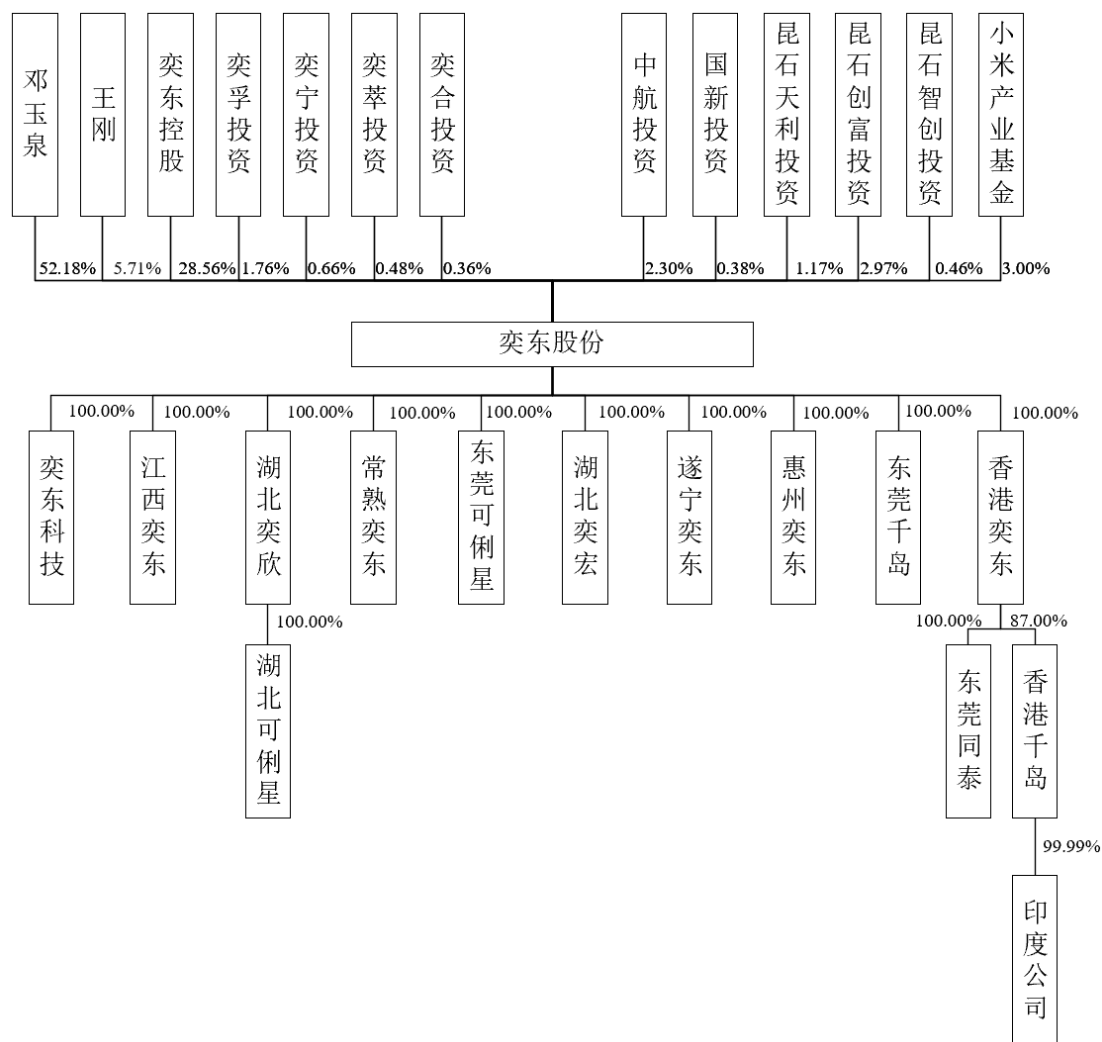 邓玉泉
王刚
奕东控股
奕孚投资
奕宁投资
奕萃投资
奕合投资
中航投资
国新投资
昆石天利投资
昆石创富投资
昆石智创投资
小米产业基金
52.18%
5.71%
28.56%
1.76%
0.66%
0.48%
0.36%
2.30%
0.38%
1.17%
2.97%
0.46%
3.00%
奕东股份
100.00%
100.00%
100.00%
100.00%
100.00%
100.00%
100.00%
100.00%
100.00%
100.00%
奕东科技
江西奕东
湖北奕欣
常熟奕东
东莞可俐星
湖北奕宏
遂宁奕东
惠州奕东
东莞千岛
香港奕东
100.00%
100.00%
87.00%
湖北可俐星
东莞同泰
香港千岛
99.99%
印度公司